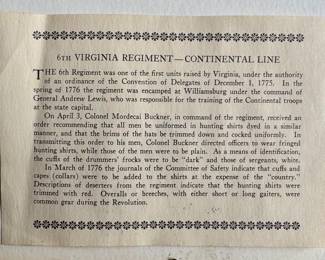 6TH VIRGINIA REGIMENT—CONTINENTAL LINE
THE 6th Regiment was one of the first units raised by Virginia, under the authority
of an ordinance of the Convention of Delegates of December 1, 1775. In the
spring of 1776 the regiment was encamped at Williamsburg under the command of
General Andrew Lewis, who was responsible for the training of the Continental troops
at the state capital.
On April 3, Colonel Mordecai Buckner, in command of the regiment, received an
order recommending that all men be uniformed in hunting shirts dyed in a similar
manner, and that the brims of the hats be trimmed down and cocked uniformly. In
transmitting this order to his men, Colonel Buckner directed officers to wear fringed
hunting shirts, while those of the men were to be plain. As a means of identification,
the cuffs of the drummers' frocks were to be "dark" and those of sergeants, white.
In March of 1776 the journals of the Committee of Safety indicate that cuffs and
capes (collars) were to be added to the shirts at the expense of the "country."
Descriptions of deserters from the regiment indicate that the hunting shirts were
trimmed with red. Overalls or breeches, with either short or long gaiters, were
common gear during the Revolution.